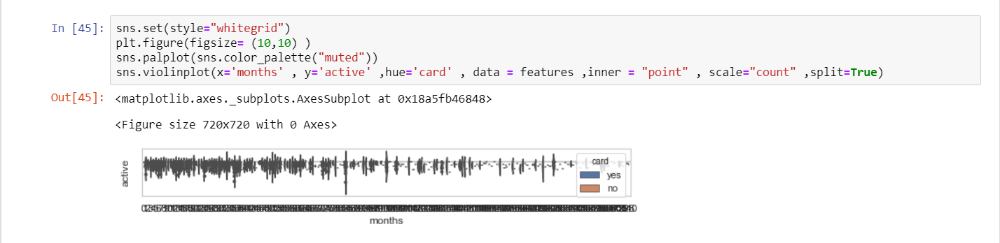 In [45]: sns.set(style="whitegrid")
plt.figure(figsize= (10,10) )
sns.palplot(sns.color_palette("muted"))
sns.violinplot(x='months' , y='active' ,hue='card' , data = features ,inner = "point" , scale="count" ,split=True)
Out[45]: <matplotlib.axes._subplots.AxesSubplot at 0x18a5fb46848>
<Figure size 720x720 with 0 Axes>
active
card
yes
no
months